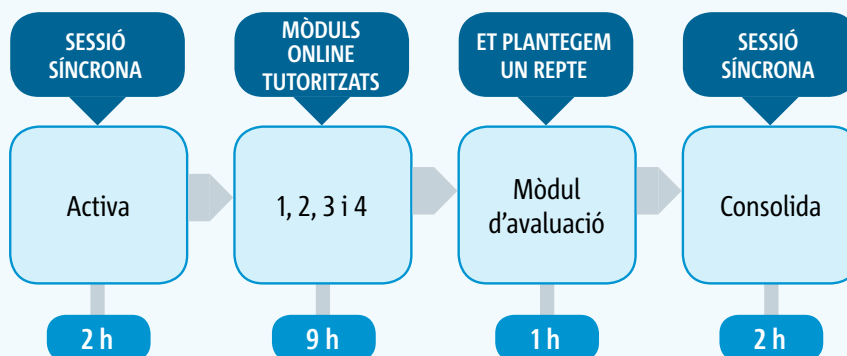 SESSIÓ
SÍNCRONA
MÒDULS
ONLINE
TUTORITZATS
ET PLANTEGEM
UN REPTE
SESSIÓ
SÍNCRONA
Activa
1, 2, 3 i 4
Mòdul
d'avaluació
Consolida
2 h
9 h
1 h
2 h